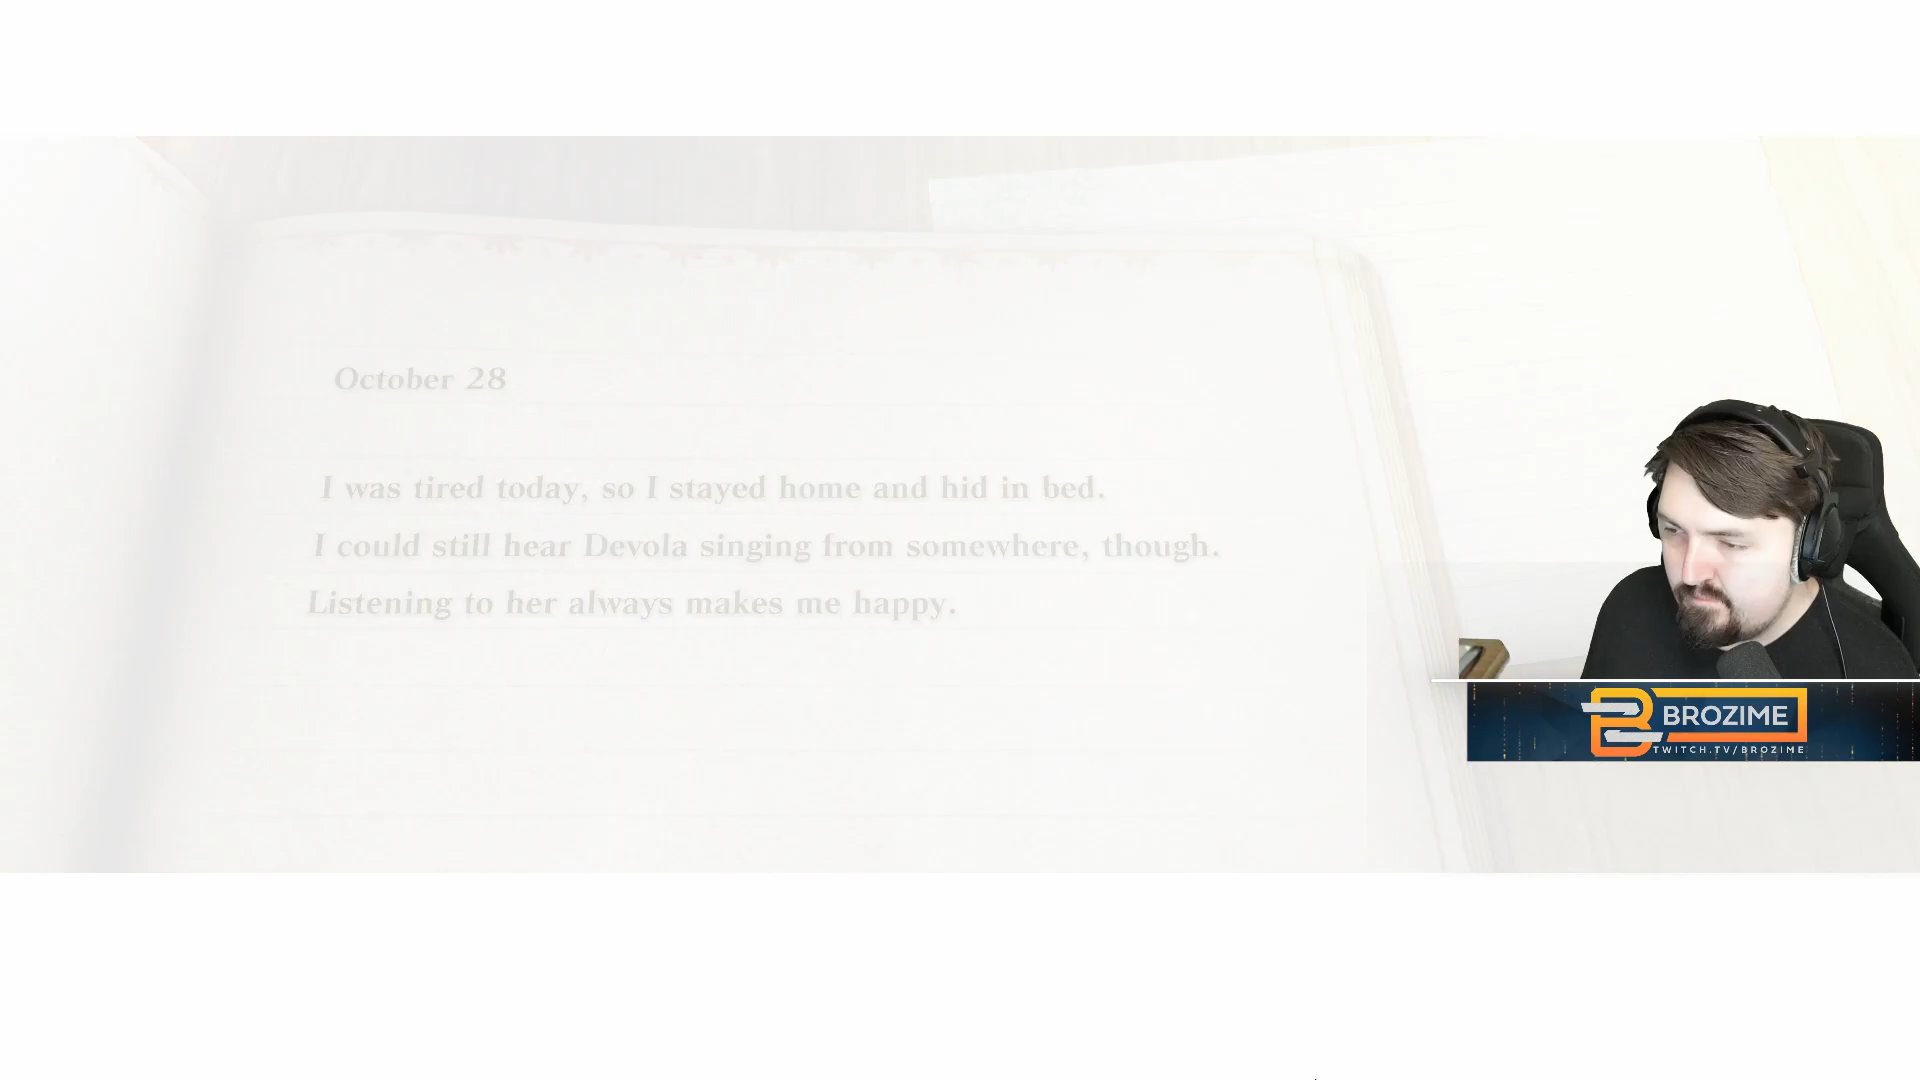 October 28
I was tired today, so I stayed home and hid in bed.
I could still hear Devola singing from somewhere, though.
Listening to her always makes me happy.
BROZIME
TWITCH.TV/BROZIME